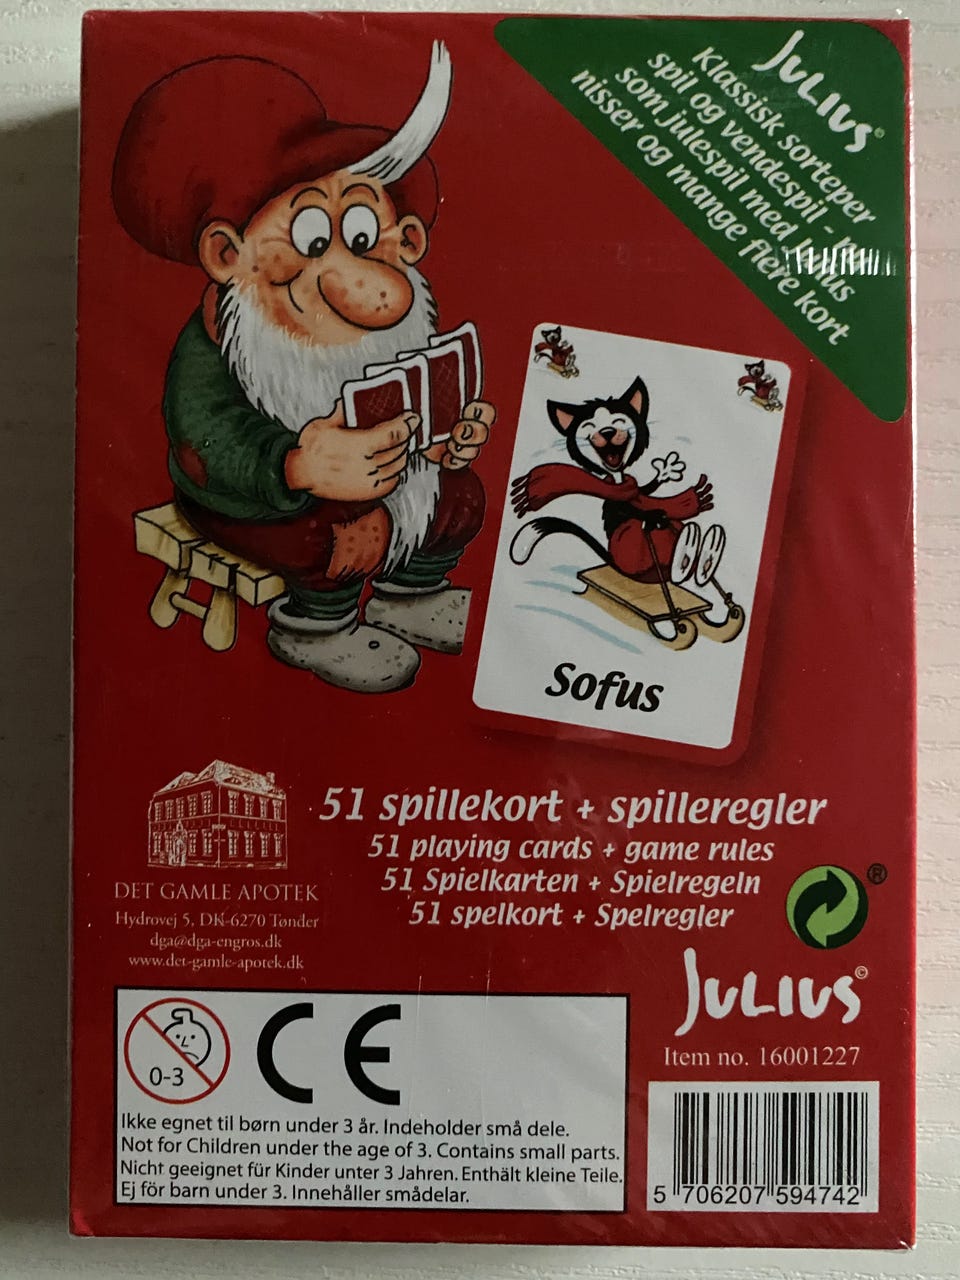 JULIUS©
Klassisk sorteper
spil og vendespil -
som julespil med Julius
nisser og mange flere kort
Sofus
51 spillekort + spilleregler
51 playing cards + game rules
51 Spielkarten + Spielregeln
51 spelkort + Spelregler
DET GAMLE APOTEK
Hydrovej 5, DK-6270 Tønder
dga@dga-engros.dk
www.det-gamle-apotek.dk
®
JULIUS©
Item no. 16001227
0-3
CE
Ikke egnet til børn under 3 år. Indeholder små dele.
Not for Children under the age of 3. Contains small parts.
Nicht geeignet für Kinder unter 3 Jahren. Enthält kleine Teile.
Ej för barn under 3. Innehåller smådelar.
5 706207 594742